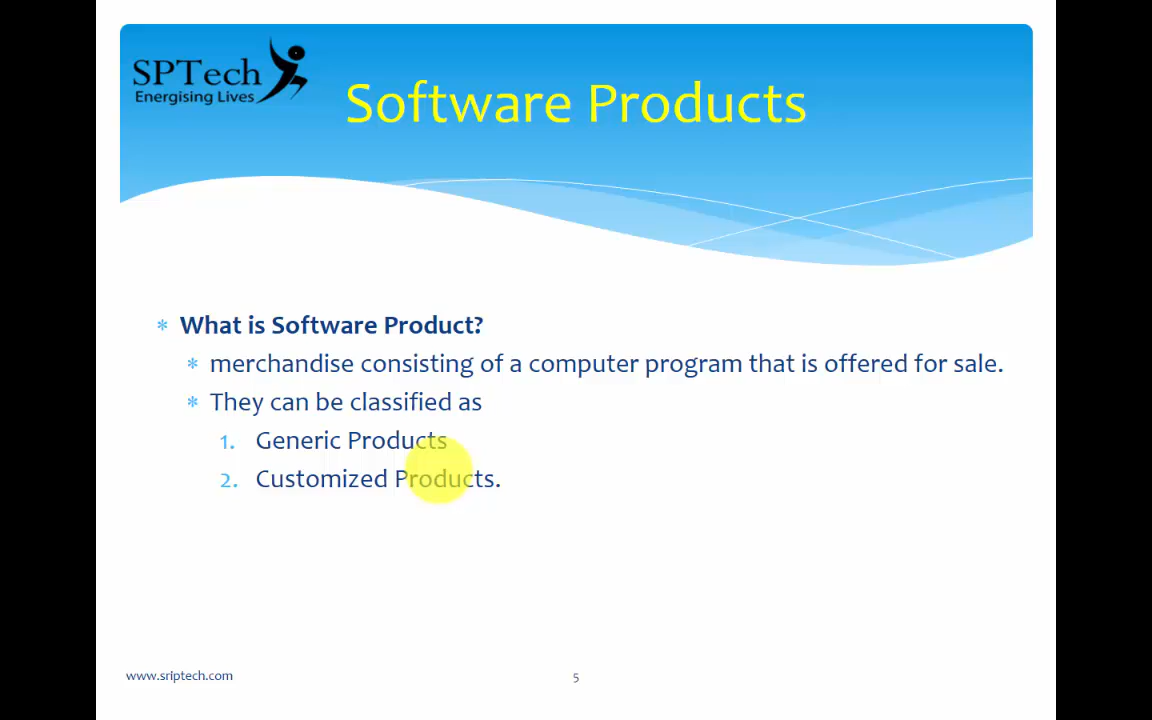 SPTech
Energising Lives
Software Products
What is Software Product?
merchandise consisting of a computer program that is offered for sale.
They can be classified as
1. Generic Products
2. Customized Products.
www.sriptech.com
5